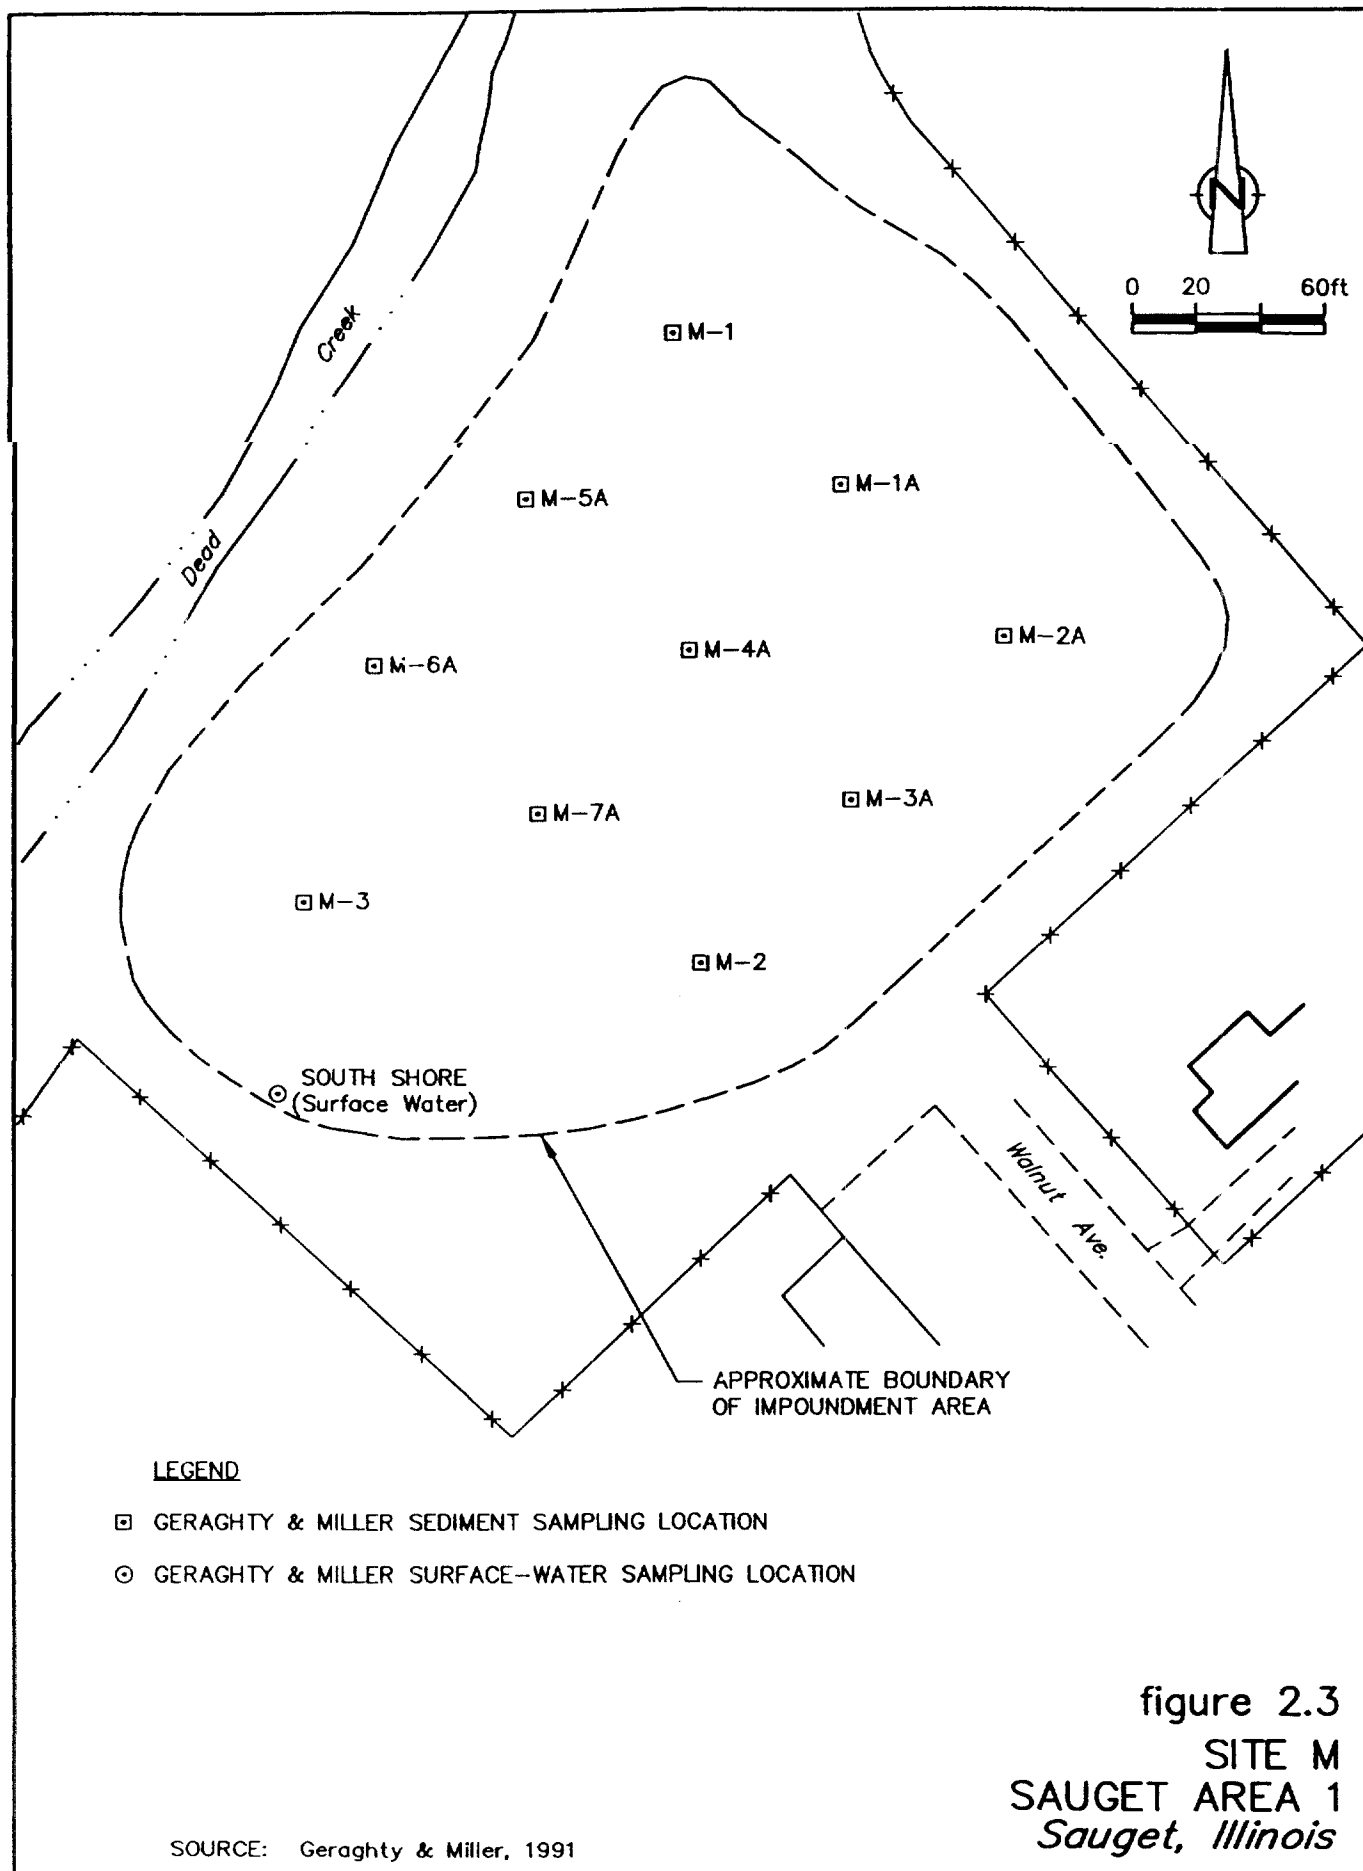 N
0 20 60ft
Creek
M-1
M-5A
M-1A
Dead
M-6A
M-4A
M-2A
M-7A
M-3A
M-3
M-2
SOUTH SHORE
(Surface Water)
Walnut Ave.
APPROXIMATE BOUNDARY
OF IMPOUNDMENT AREA
LEGEND
GERAGHTY & MILLER SEDIMENT SAMPLING LOCATION
GERAGHTY & MILLER SURFACE-WATER SAMPLING LOCATION
figure 2.3
SITE M
SAUGET AREA 1
Sauget, Illinois
SOURCE: Geraghty & Miller, 1991